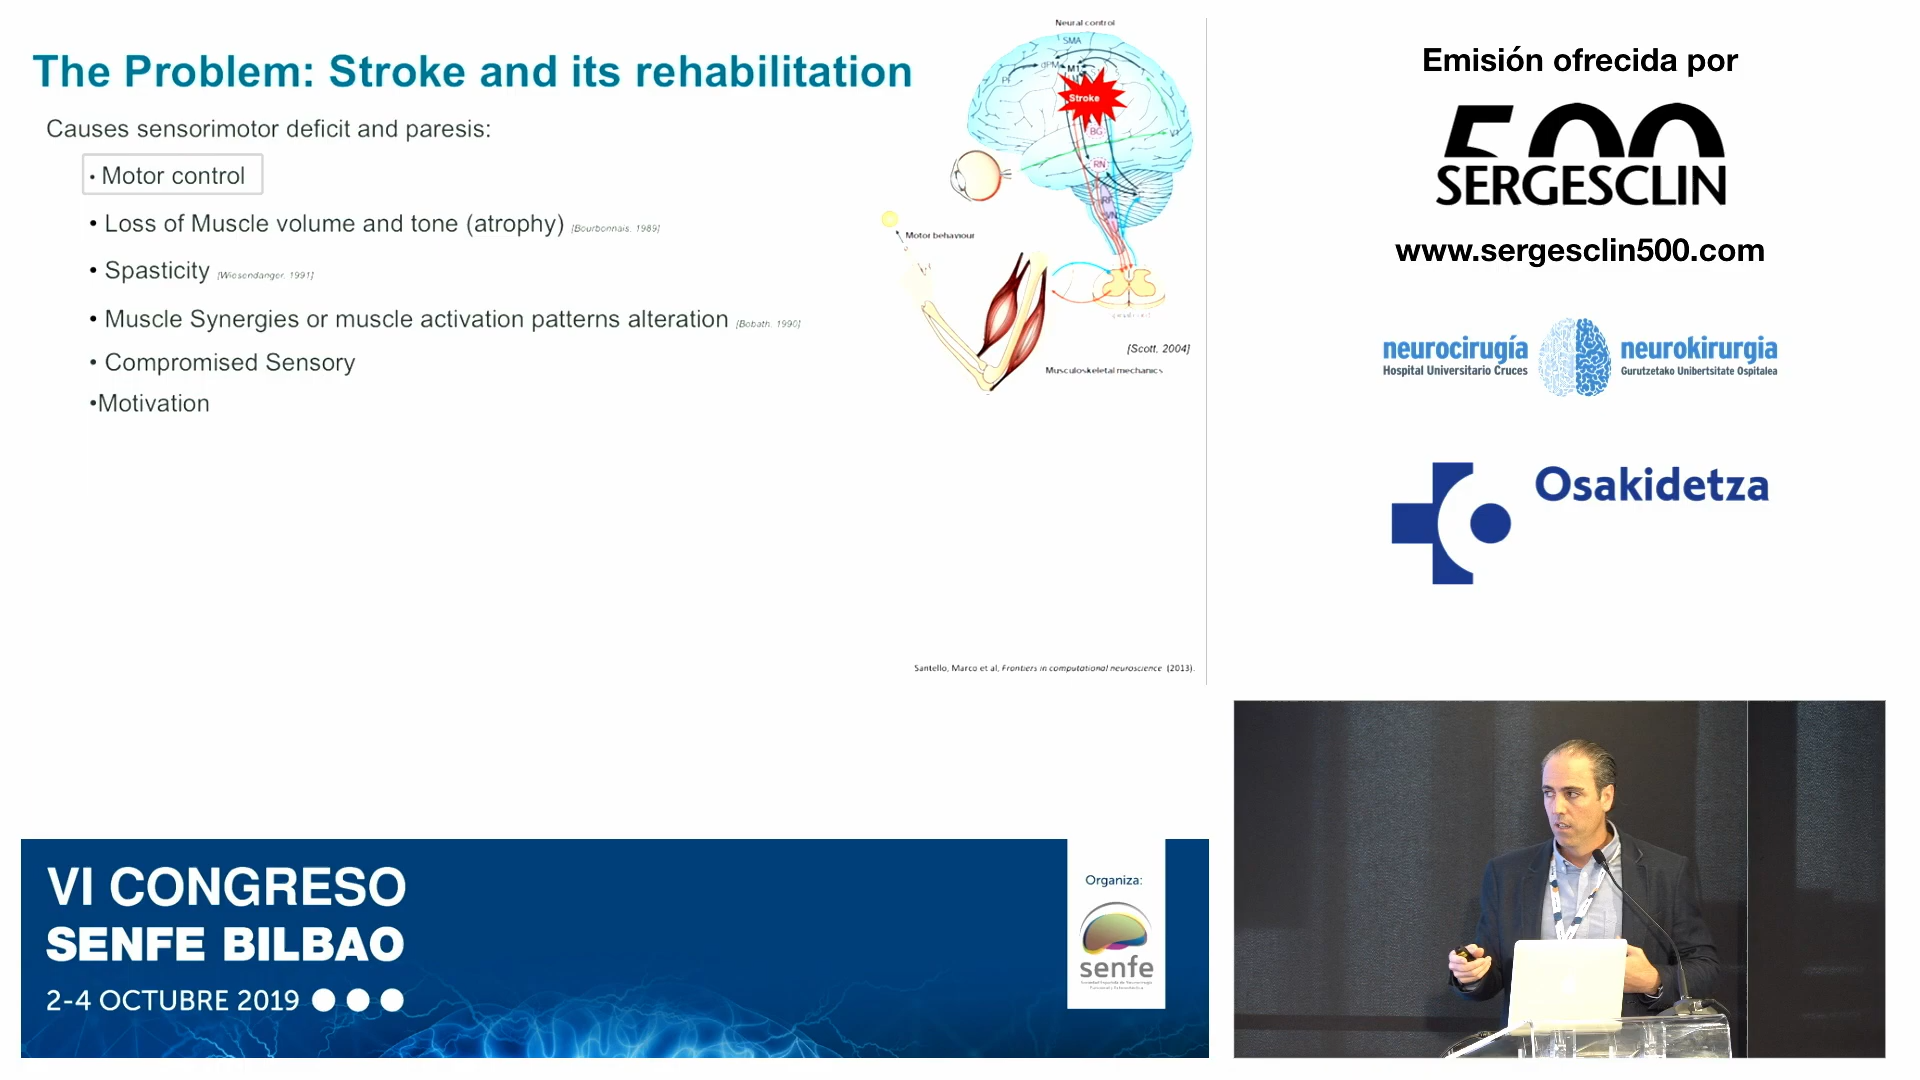 The Problem: Stroke and its rehabilitation
Causes sensorimotor deficit and paresis:
• Motor control
• Loss of Muscle volume and tone (atrophy) [Bourbonnais, 1989]
• Spasticity [Wiesendanger, 1991]
• Muscle Synergies or muscle activation patterns alteration [Bobath, 1990]
• Compromised Sensory
•Motivation
Neural control
SMA
dPM
M1
Stroke
BG
V1
RN
RF
VN
Motor behaviour
[Scott, 2004]
Musculoskeletal mechanics
Santello, Marco et al, Frontiers in computational neuroscience (2013).
Emisión ofrecida por
500
SERGESCLIN
www.sergesclin500.com
neurocirugía
Hospital Universitario Cruces
neurokirurgia
Gurutzetako Unibertsitate Ospitalea
Osakidetza
VI CONGRESO
SENFE BILBAO
2-4 OCTUBRE 2019
Organiza:
senfe